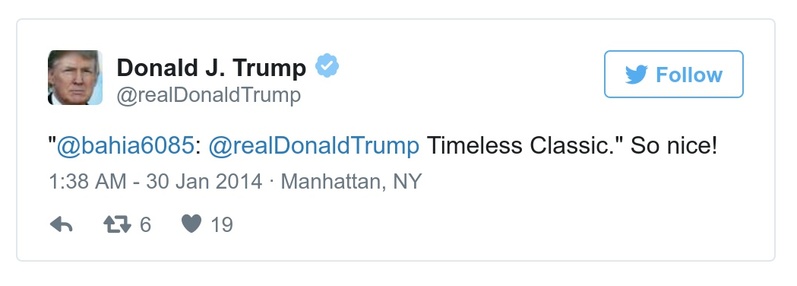 Donald J. Trump
@realDonaldTrump
Follow
"@bahia6085: @realDonaldTrump Timeless Classic." So nice!
1:38 AM - 30 Jan 2014 · Manhattan, NY
6 19